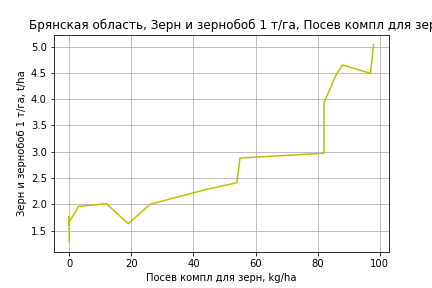 Брянская область, Зерн и зернобоб 1 т/га, Посев компл для зер
5.0
4.5
4.0
3.5
3.0
2.5
2.0
1.5
Зерн и зернобоб 1 т/га, t/ha
0 20 40 60 80 100
Посев компл для зерн, kg/ha